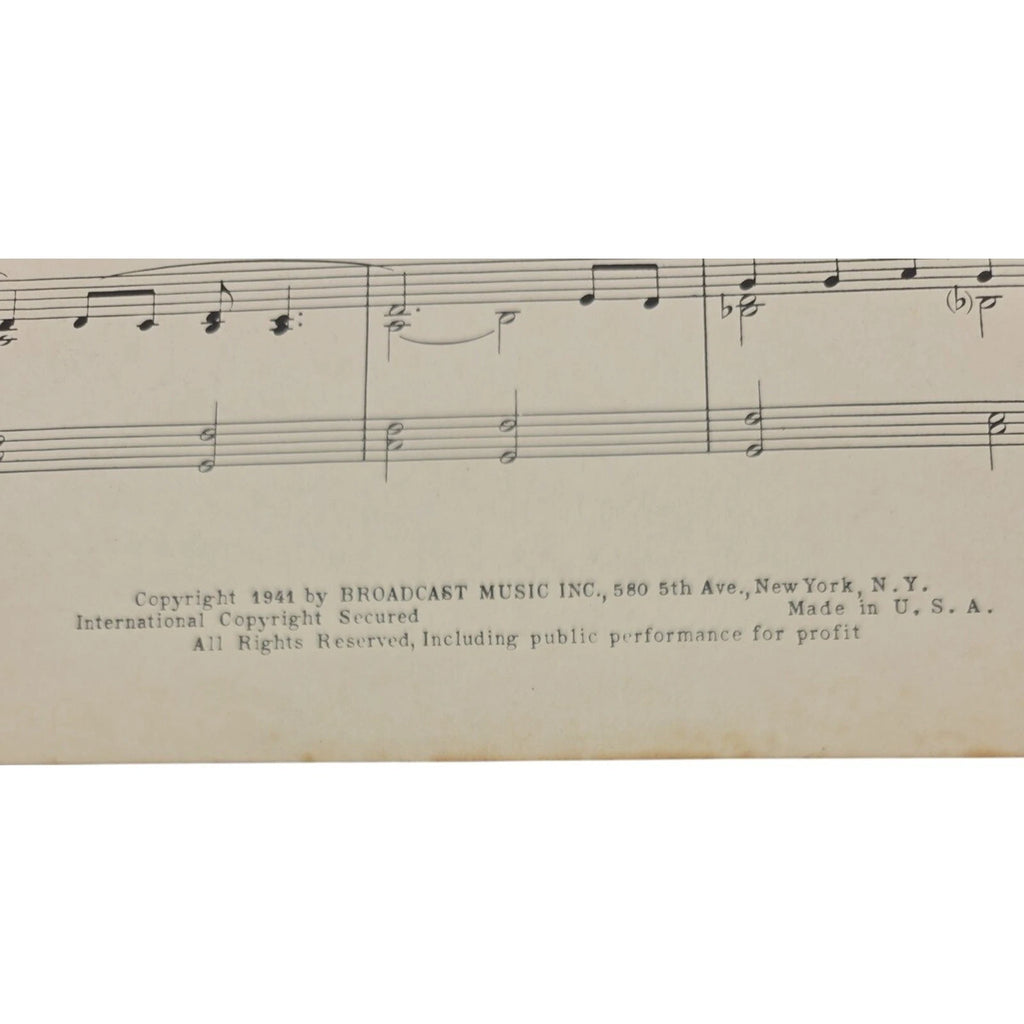 Copyright 1941 by BROADCAST MUSIC INC., 580 5th Ave., New York, N. Y.
International Copyright Secured Made in U. S. A.
All Rights Reserved, Including public performance for profit